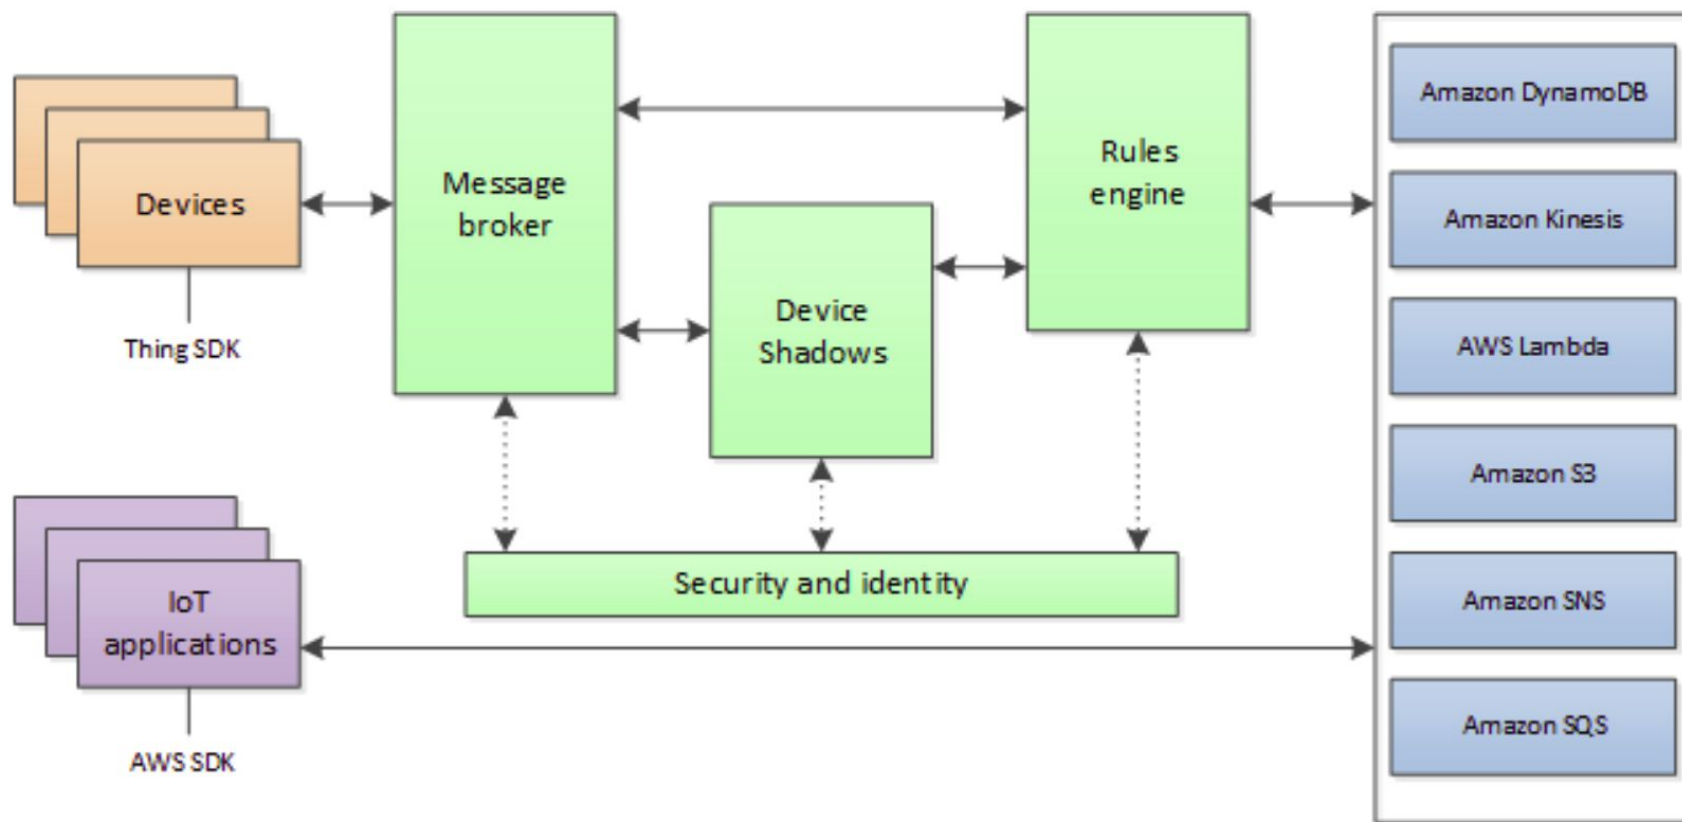 Devices
Thing SDK
IoT
applications
AWS SDK
Message
broker
Device
Shadows
Rules
engine
Security and identity
Amazon DynamoDB
Amazon Kinesis
AWS Lambda
Amazon S3
Amazon SNS
Amazon SQS